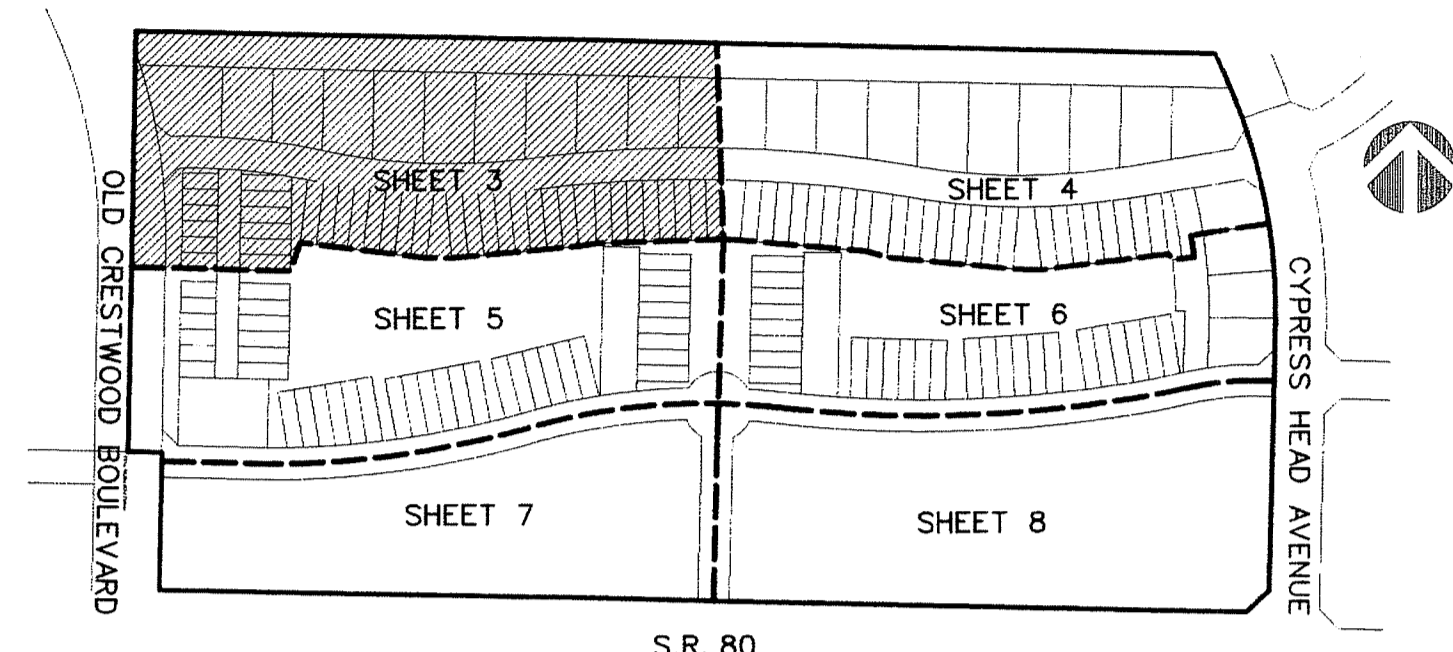 SHEET 3
SHEET 4
OLD CRESTWOOD BOULEVARD
SHEET 5
SHEET 6
CYPRESS HEAD AVENUE
SHEET 7
SHEET 8
S.R. 80